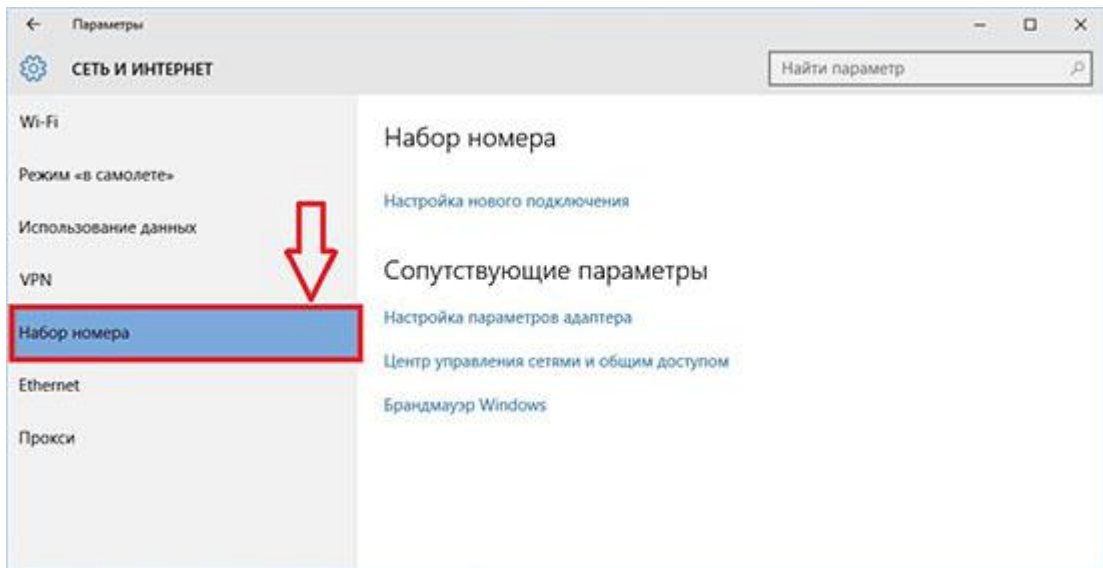 Параметры
СЕТЬ И ИНТЕРНЕТ
Найти параметр
Wi-Fi
Режим «в самолете»
Использование данных
VPN
Набор номера
Ethernet
Прокси
Набор номера
Настройка нового подключения
Сопутствующие параметры
Настройка параметров адаптера
Центр управления сетями и общим доступом
Брандмауэр Windows